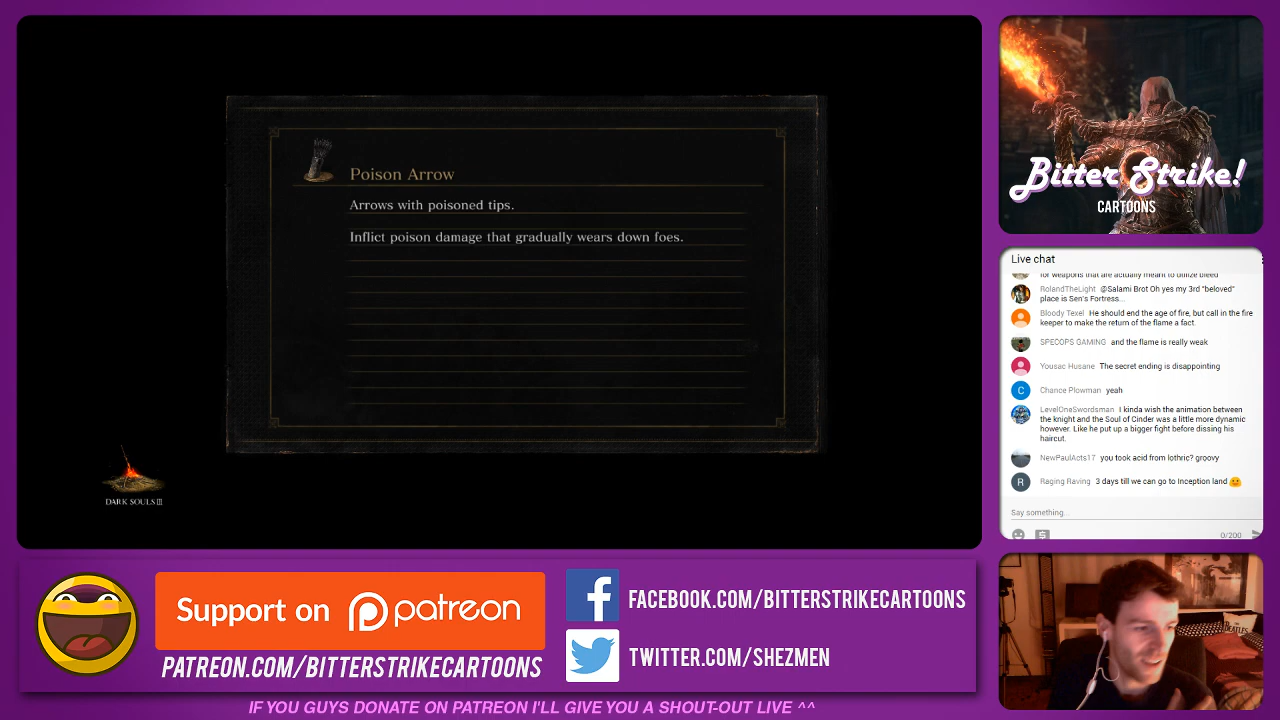 Poison Arrow
Arrows with poisoned tips.
Inflict poison damage that gradually wears down foes.
DARK SOULS III
Bitter Strike!
CARTOONS
Live chat
for weapons that are actually meant to utilize bleed
RolandTheLight @Salami Brot Oh yes my 3rd "beloved"
place is Sen's Fortress...
Bloody Texel He should end the age of fire, but call in the fire
keeper to make the return of the flame a fact.
SPECOPS GAMING and the flame is really weak
Yousac Husane The secret ending is disappointing
C Chance Plowman yeah
LevelOneSwordsman I kinda wish the animation between
the knight and the Soul of Cinder was a little more dynamic
however. Like he put up a bigger fight before dissing his
haircut.
NewPaulActs17 you took acid from lothric? groovy
R Raging Raving 3 days till we can go to Inception land
Say something...
0/200
Support on patreon
PATREON.COM/BITTERSTRIKECARTOONS
FACEBOOK.COM/BITTERSTRIKECARTOONS
TWITTER.COM/SHEZMEN
IF YOU GUYS DONATE ON PATREON I'LL GIVE YOU A SHOUT-OUT LIVE ^^